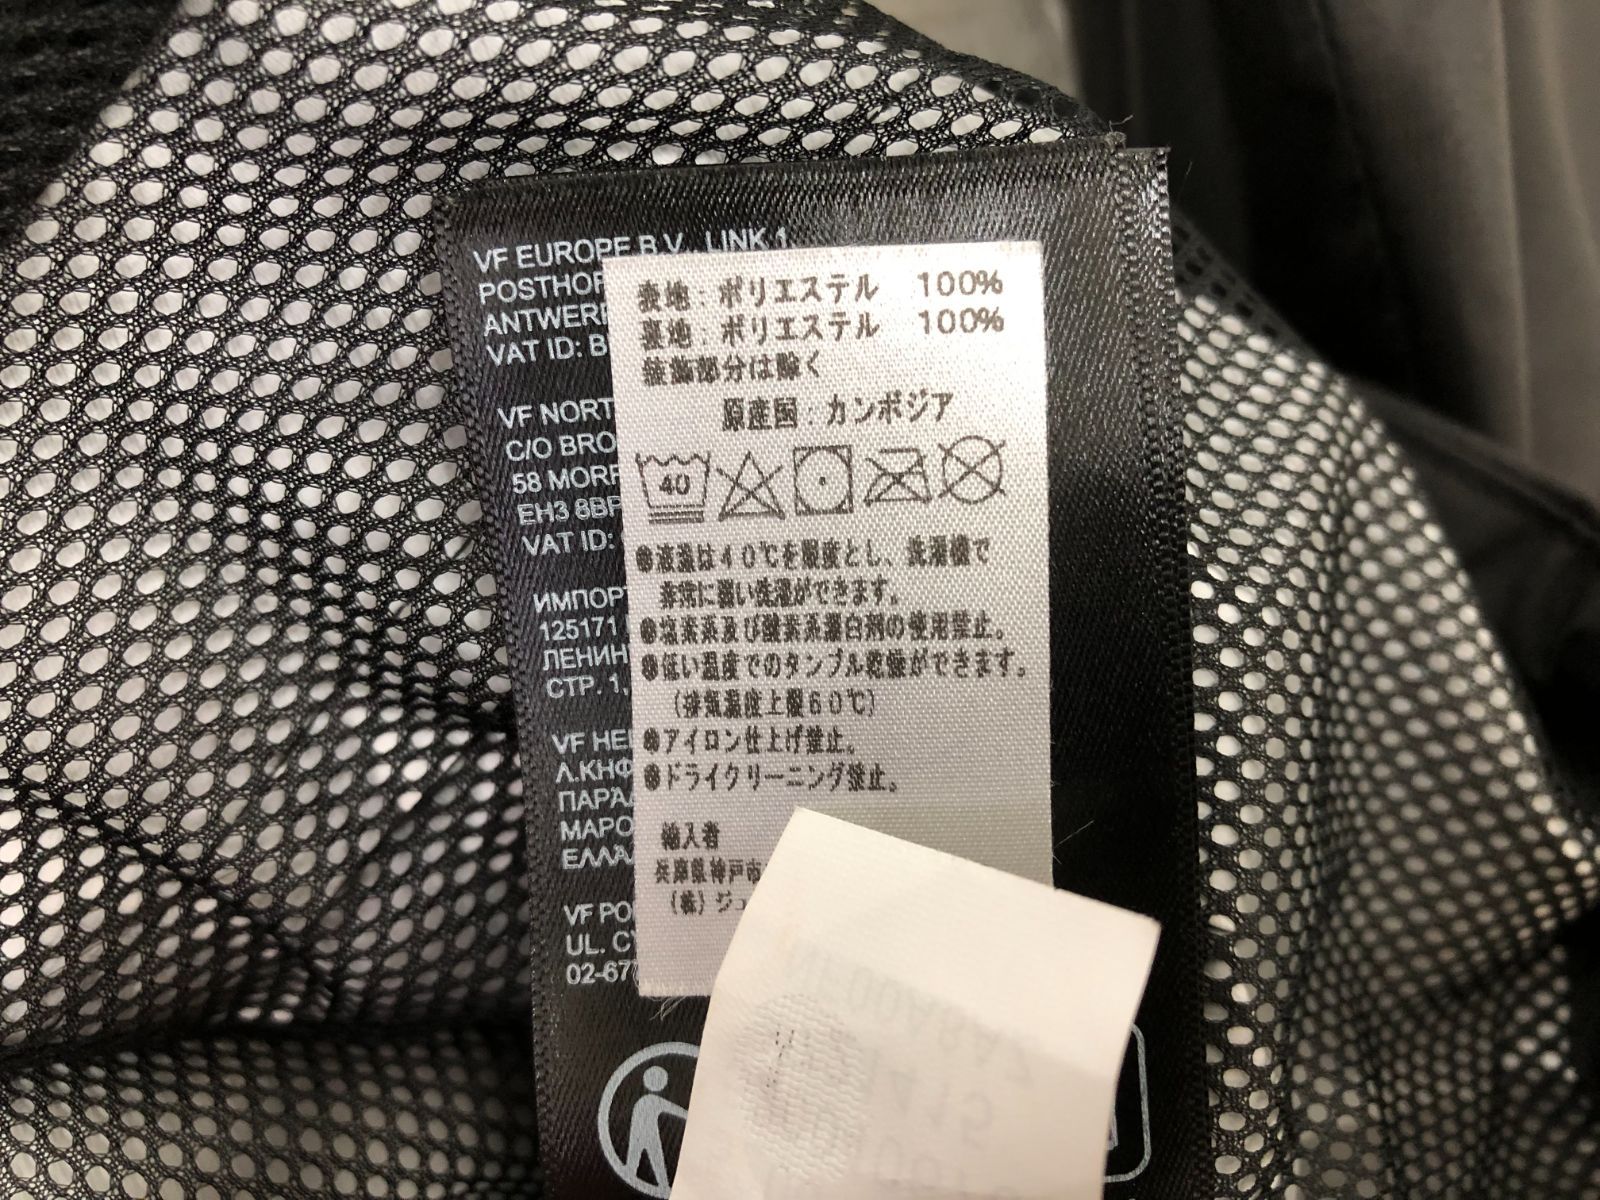 VF EUROPE B.V., LINK 1
POSTHOF
ANTWER
VAT ID: B
VF NORT
C/O BRO
58 MORR
EH3 8BP
VAT ID:
ИМПОРТ
125171
ЛЕНИН
СТР. 1,
VF HE
Λ.ΚΗΦ
ΠΑΡΆ
ΜΑΡΟ
ΕΛΛΆ
VF PO
UL. CY
02-67
表地：ポリエステル 100%
裏地：ポリエステル 100%
装飾部分は除く
原産国：カンボジア
40
●液温は40℃を限度とし、洗濯機で
非常に弱い洗濯ができます。
●塩素系及び酸素系漂白剤の使用禁止。
●低い温度でのタンブル乾燥ができます。
(排気温度上限60℃)
●アイロン仕上げ禁止。
●ドライクリーニング禁止。
輸入者
兵庫県神戸市
(株)ジュ